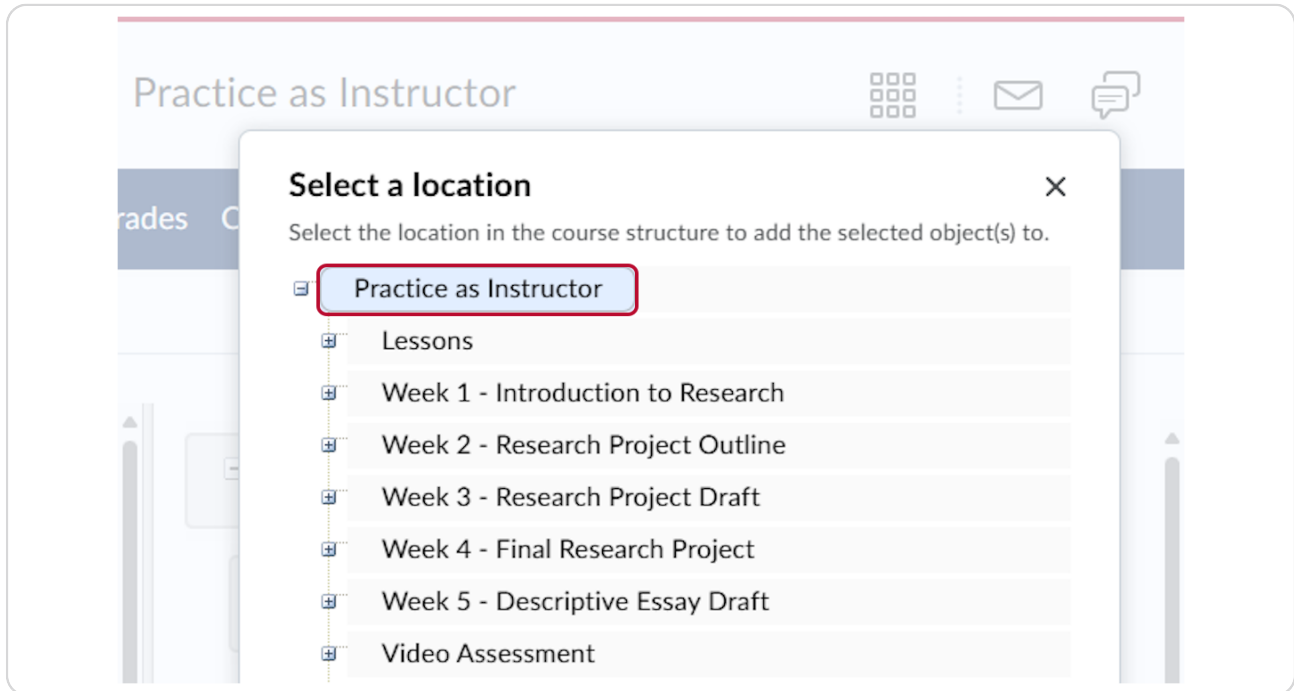 Practice as Instructor
Select a location
rades
Select the location in the course structure to add the selected object(s) to.
Practice as Instructor
Lessons
Week 1 - Introduction to Research
Week 2 - Research Project Outline
Week 3 - Research Project Draft
Week 4 - Final Research Project
Week 5 - Descriptive Essay Draft
Video Assessment